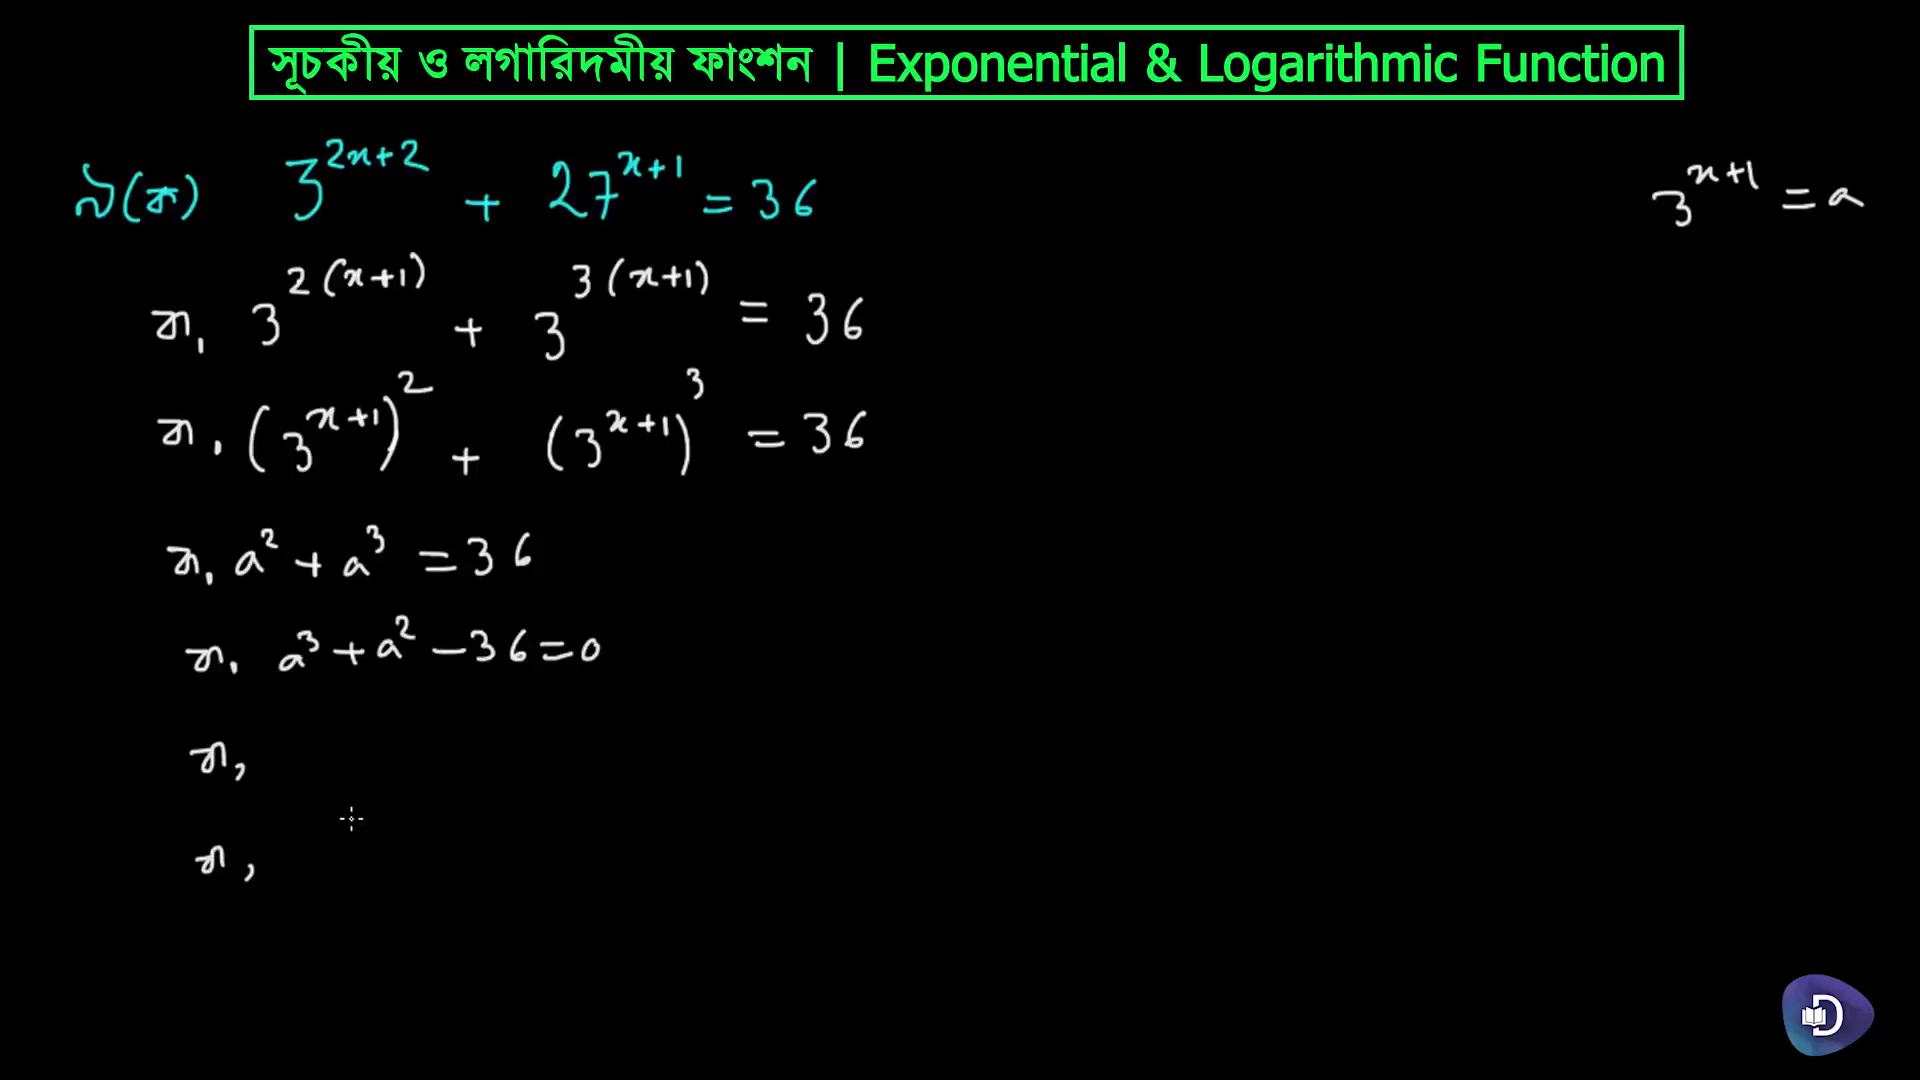 সূচকীয় ও লগারিদমীয় ফাংশন | Exponential & Logarithmic Function
৯(ক) 3^{2x+2} + 27^{x+1} = 36
3^{x+1} = a
বা, 3^{2(x+1)} + 3^{3(x+1)} = 36
বা, (3^{x+1})^2 + (3^{x+1})^3 = 36
বা, a^2 + a^3 = 36
বা, a^3 + a^2 - 36 = 0
বা,
বা,
D